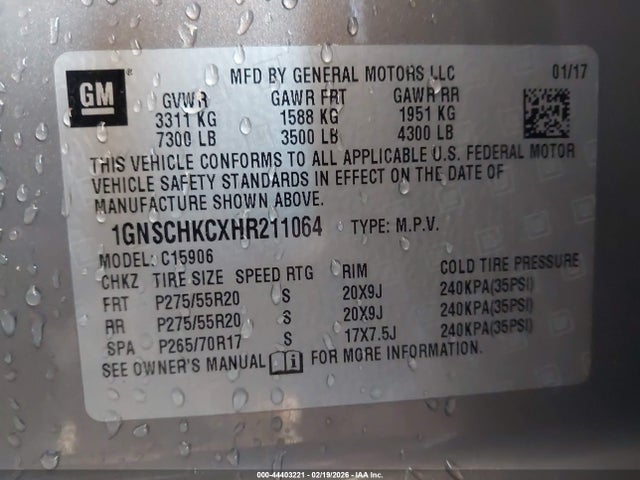 GM
MFD BY GENERAL MOTORS LLC 01/17
GVWR GAWR FRT GAWR RR
3311 KG 1588 KG 1951 KG
7300 LB 3500 LB 4300 LB
THIS VEHICLE CONFORMS TO ALL APPLICABLE U.S. FEDERAL MOTOR
VEHICLE SAFETY STANDARDS IN EFFECT ON THE DATE OF
MANUFACTURE SHOWN ABOVE.
1GNSCHKCXHR211064 TYPE: M.P.V.
MODEL: C15906
CHKZ TIRE SIZE SPEED RTG RIM COLD TIRE PRESSURE
FRT P275/55R20 S 20X9J 240KPA(35PSI)
RR P275/55R20 S 20X9J 240KPA(35PSI)
SPA P265/70R17 S 17X7.5J 240KPA(35PSI)
SEE OWNER'S MANUAL FOR MORE INFORMATION.
000-44403221 - 02/19/2026 - IAA Inc.